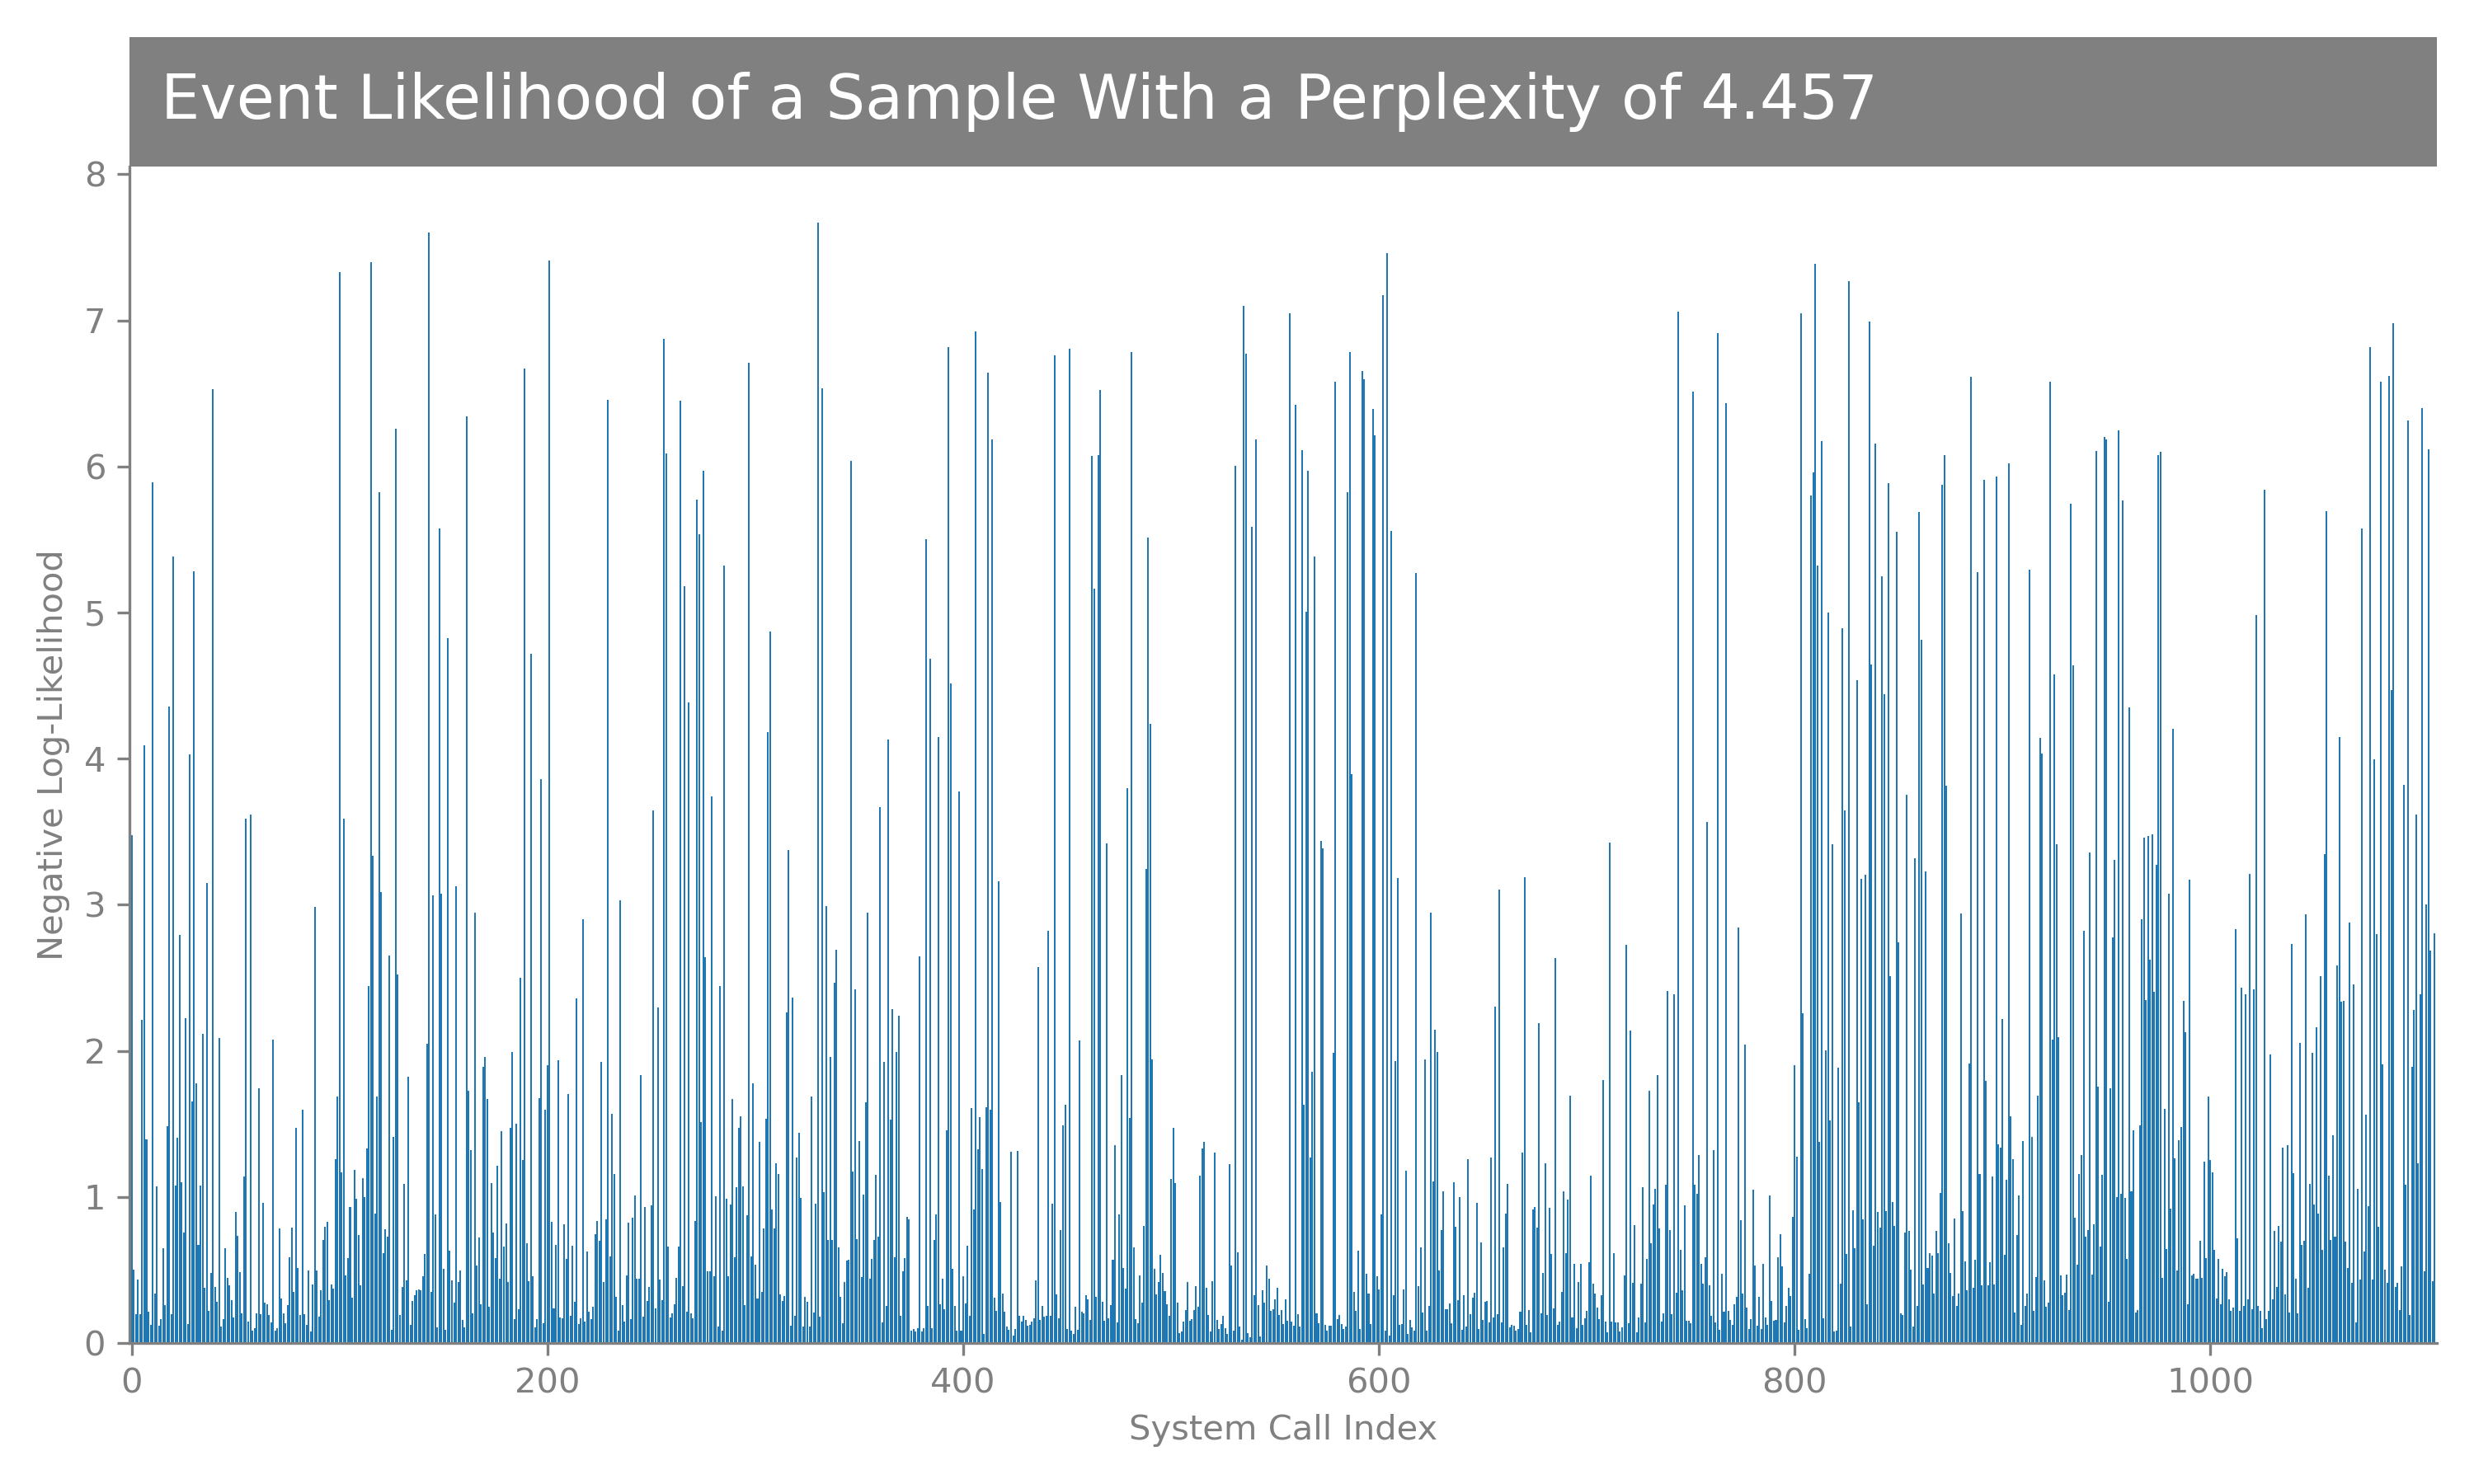 Event Likelihood of a Sample With a Perplexity of 4.457
8
7
6
5
4
3
2
1
0
Negative Log-Likelihood
0 200 400 600 800 1000
System Call Index